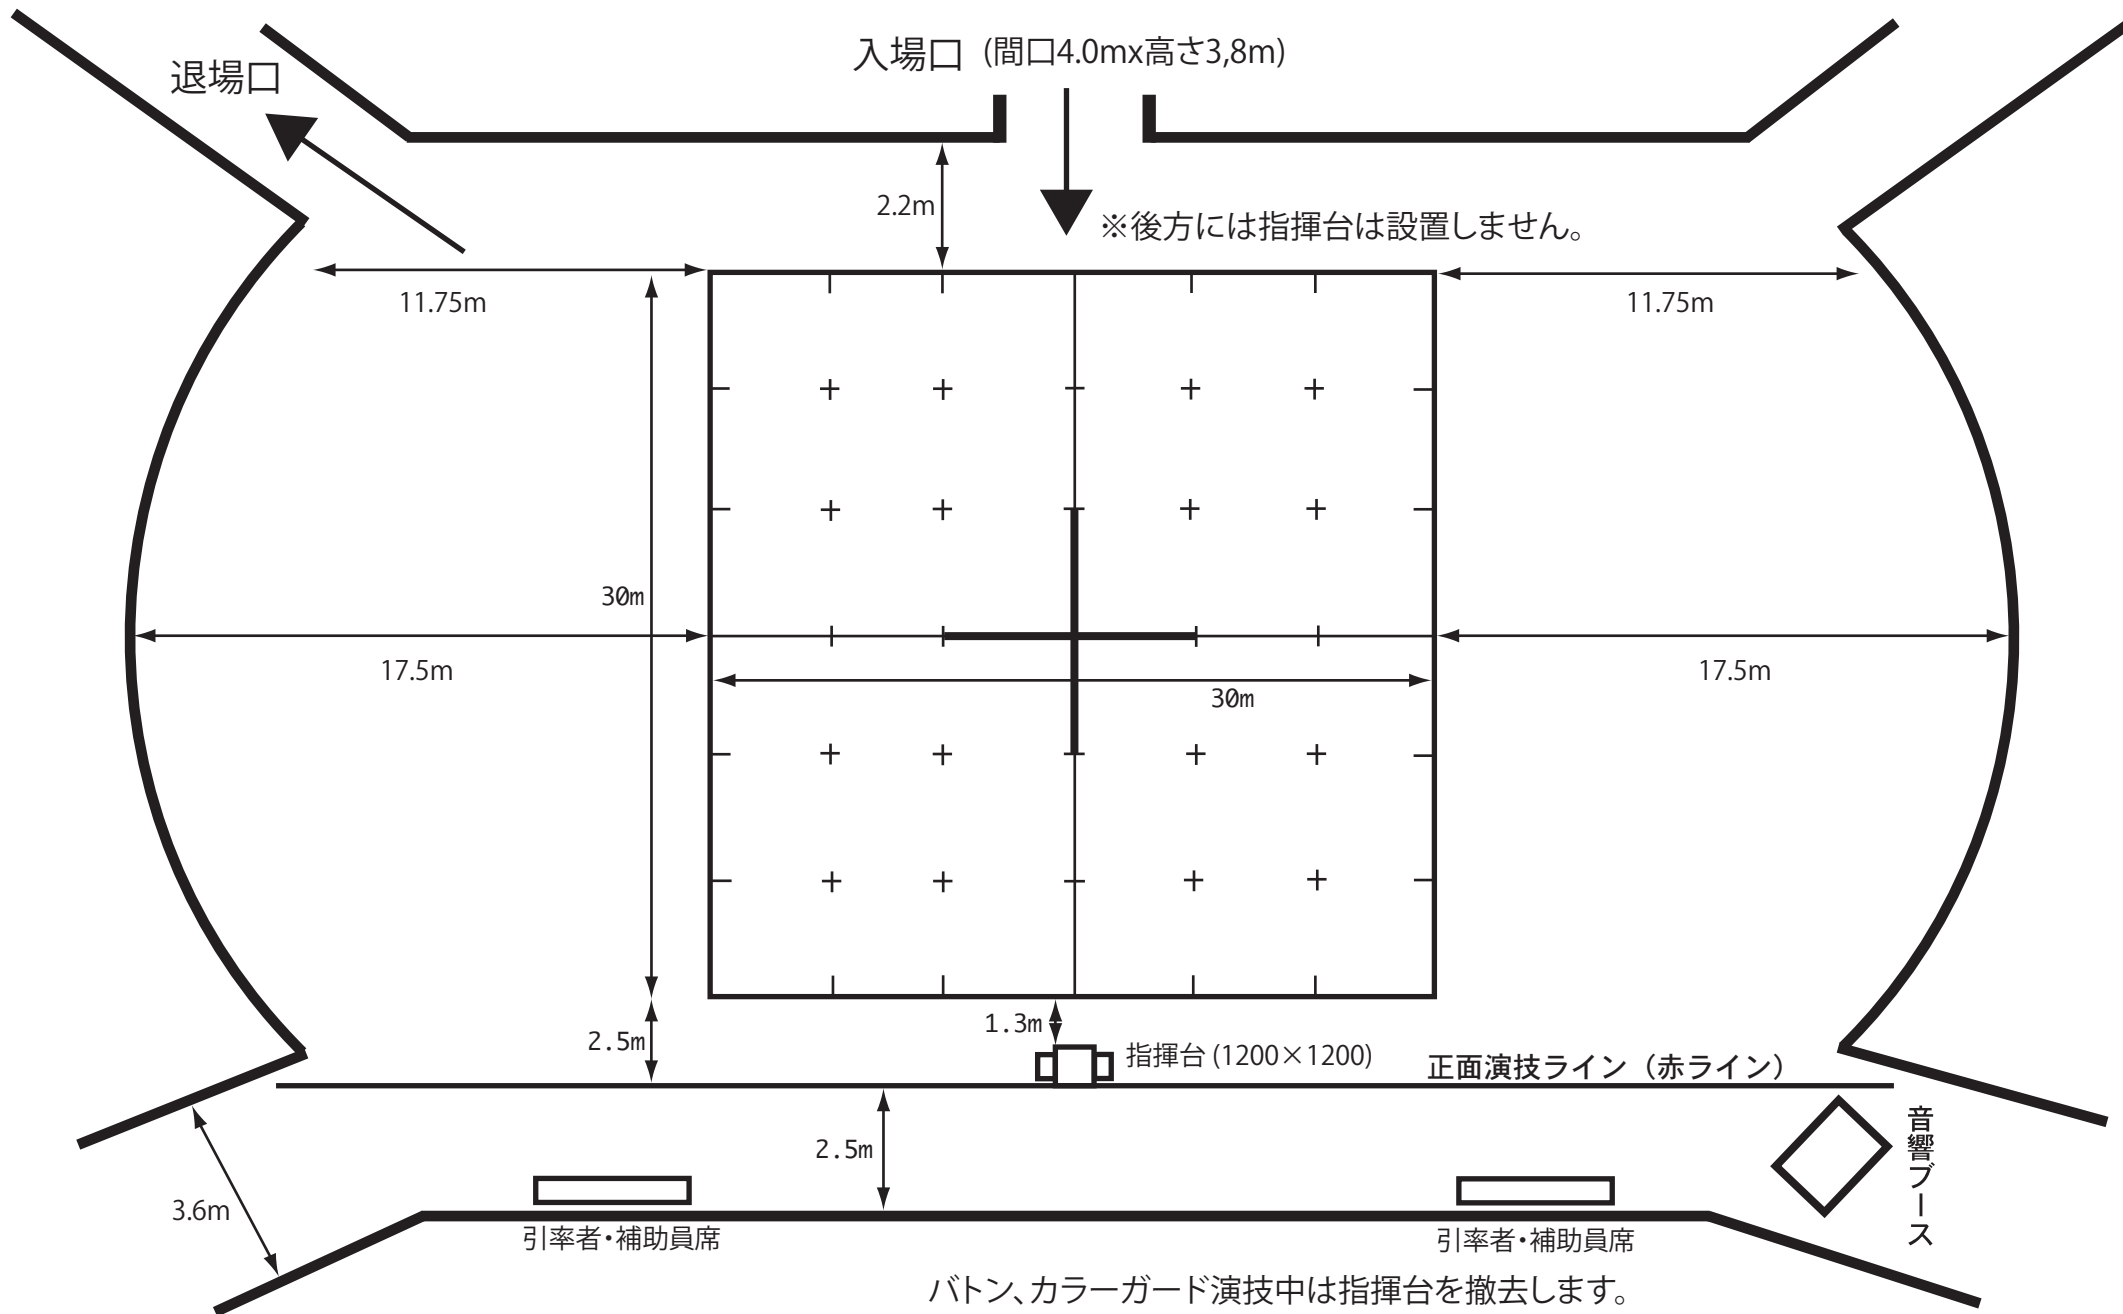 入場口 (間口4.0mx高さ3,8m)
退場口
2.2m
※後方には指揮台は設置しません。
11.75m
11.75m
30m
17.5m
17.5m
30m
1.3m
2.5m
指揮台 (1200×1200)
正面演技ライン（赤ライン）
音響ブース
2.5m
3.6m
引率者・補助員席
引率者・補助員席
バトン、カラーガード演技中は指揮台を撤去します。